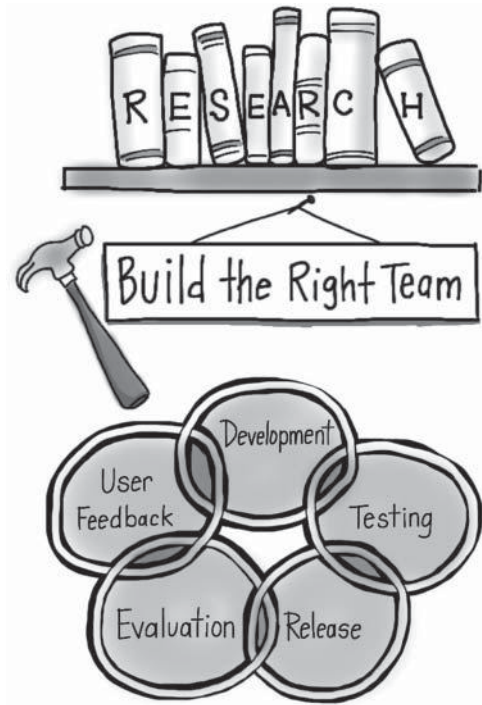 RESEARCH
Build the Right Team
Development
User
Feedback
Testing
Evaluation
Release